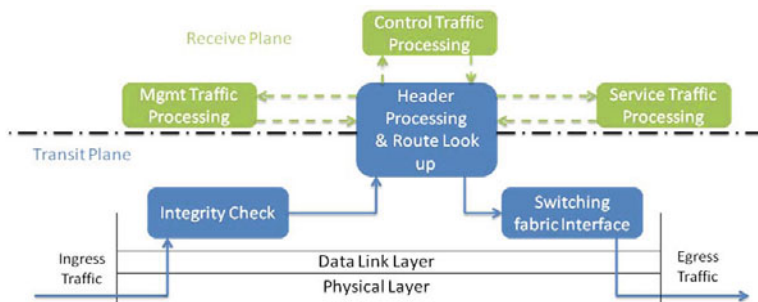 Receive Plane
Control Traffic
Processing
Mgmt Traffic
Processing
Header
Processing
& Route Look
up
Service Traffic
Processing
Transit Plane
Integrity Check
Switching
fabric Interface
Ingress
Traffic
Data Link Layer
Physical Layer
Egress
Traffic